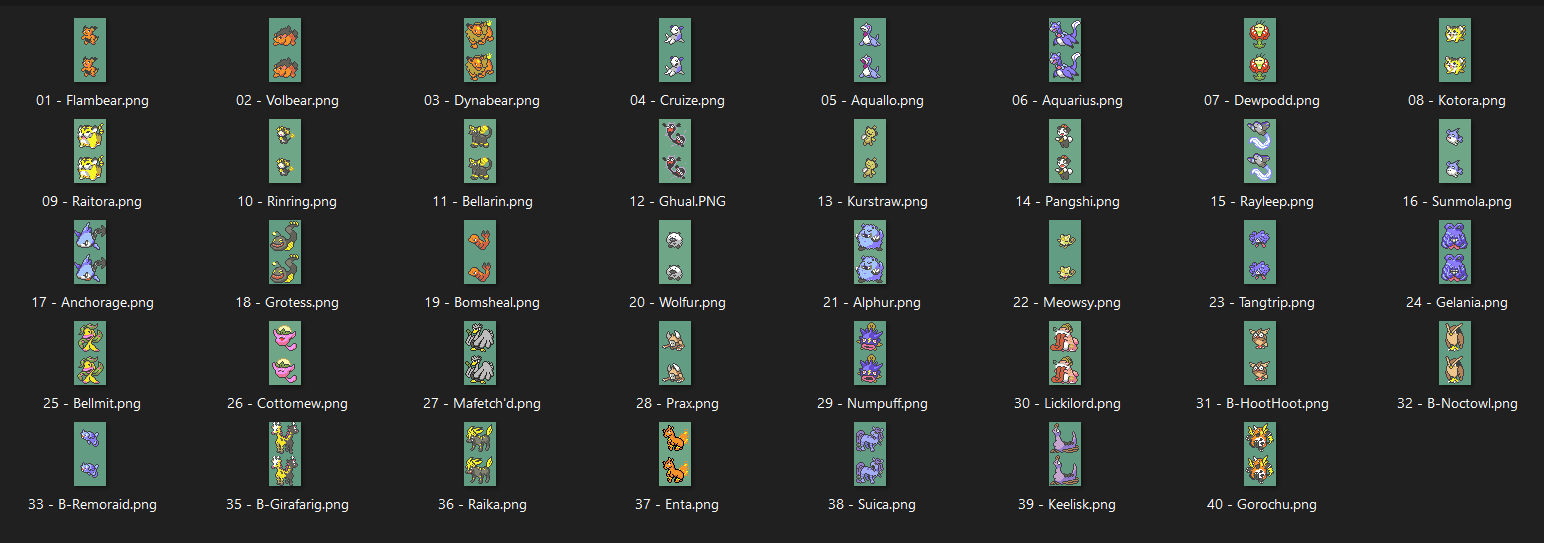 01 - Flambear.png
02 - Volbear.png
03 - Dynabear.png
04 - Cruize.png
05 - Aquallo.png
06 - Aquarius.png
07 - Dewpodd.png
08 - Kotora.png
09 - Raitora.png
10 - Rinring.png
11 - Bellarin.png
12 - Ghual.PNG
13 - Kurstraw.png
14 - Pangshi.png
15 - Rayleep.png
16 - Sunmola.png
17 - Anchorage.png
18 - Grotess.png
19 - Bomsheal.png
20 - Wolfur.png
21 - Alphur.png
22 - Meowsy.png
23 - Tangtrip.png
24 - Gelania.png
25 - Bellmit.png
26 - Cottomew.png
27 - Mafetch'd.png
28 - Prax.png
29 - Numpuff.png
30 - Lickilord.png
31 - B-HootHoot.png
32 - B-Noctowl.png
33 - B-Remoraid.png
35 - B-Girafarig.png
36 - Raika.png
37 - Enta.png
38 - Suica.png
39 - Keelisk.png
40 - Gorochu.png